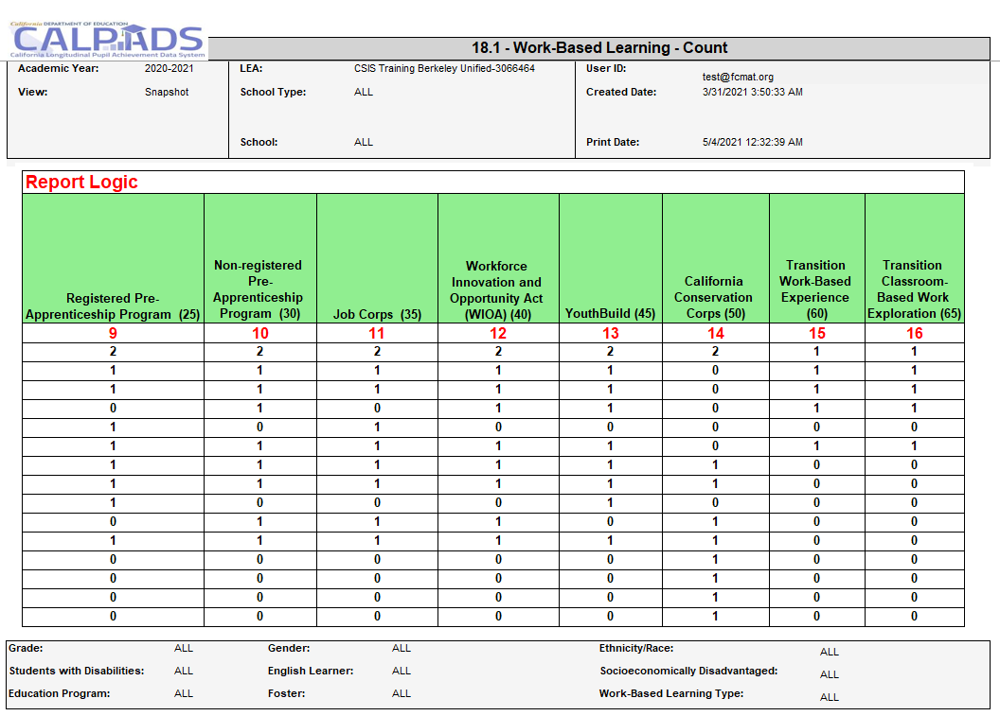 California DEPARTMENT OF EDUCATION
CALPADS
California Longitudinal Pupil Achievement Data System
18.1 - Work-Based Learning - Count
Academic Year: 2020-2021 LEA: CSIS Training Berkeley Unified-3066464 User ID: test@fcmat.org
View: Snapshot School Type: ALL Created Date: 3/31/2021 3:50:33 AM
School: ALL Print Date: 5/4/2021 12:32:39 AM
Report Logic
Registered Pre-
Apprenticeship Program (25)
Non-registered
Pre-
Apprenticeship
Program (30)
Job Corps (35)
Workforce
Innovation and
Opportunity Act
(WIOA) (40)
YouthBuild (45)
California
Conservation
Corps (50)
Transition
Work-Based
Experience
(60)
Transition
Classroom-
Based Work
Exploration (65)
9 10 11 12 13 14 15 16
2 2 2 2 2 2 1 1
1 1 1 1 1 0 1 1
1 1 1 1 1 0 1 1
0 1 0 1 1 0 1 1
1 0 1 0 0 0 0 0
1 1 1 1 1 0 1 1
1 1 1 1 1 1 0 0
1 1 1 1 1 1 0 0
1 0 0 0 1 0 0 0
0 1 1 1 0 1 0 0
1 1 1 1 1 1 0 0
0 0 0 0 0 1 0 0
0 0 0 0 0 1 0 0
0 0 0 0 0 1 0 0
0 0 0 0 0 1 0 0
Grade: ALL Gender: ALL Ethnicity/Race: ALL
Students with Disabilities: ALL English Learner: ALL Socioeconomically Disadvantaged: ALL
Education Program: ALL Foster: ALL Work-Based Learning Type: ALL